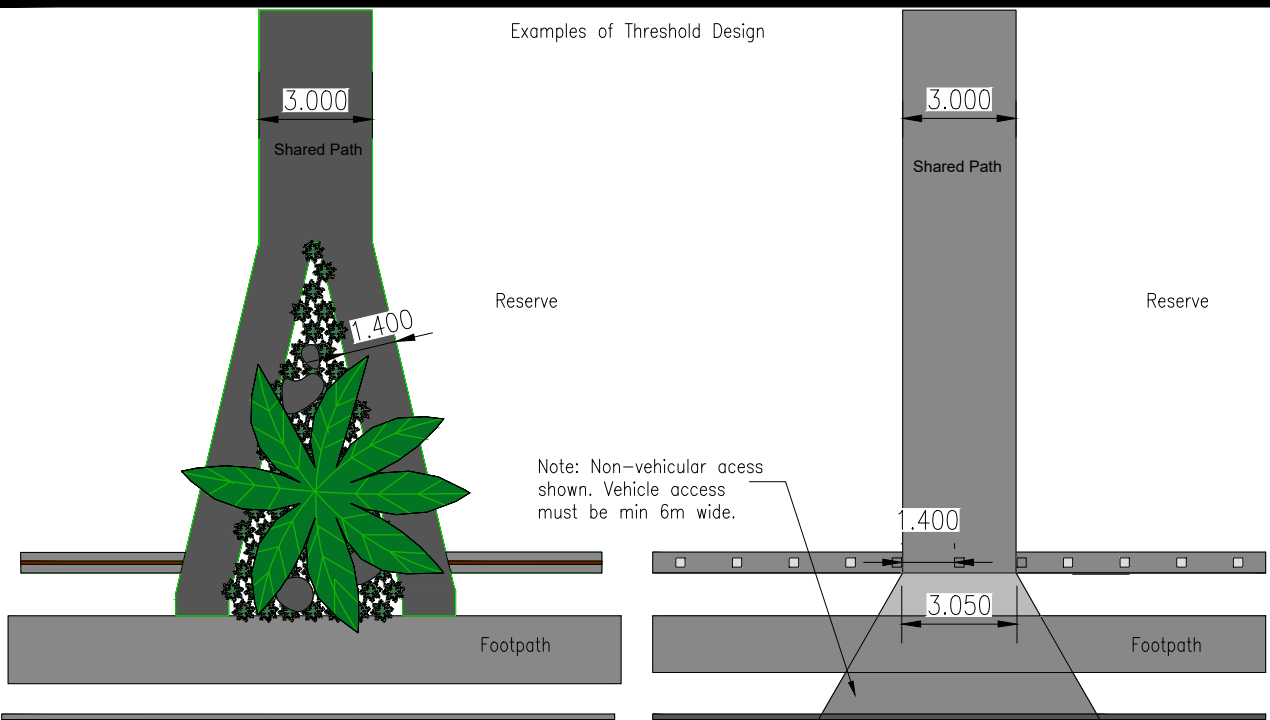 Examples of Threshold Design
3.000
Shared Path
3.000
Shared Path
Reserve
Reserve
1.400
Note: Non-vehicular acess
shown. Vehicle access
must be min 6m wide.
1.400
3.050
Footpath
Footpath